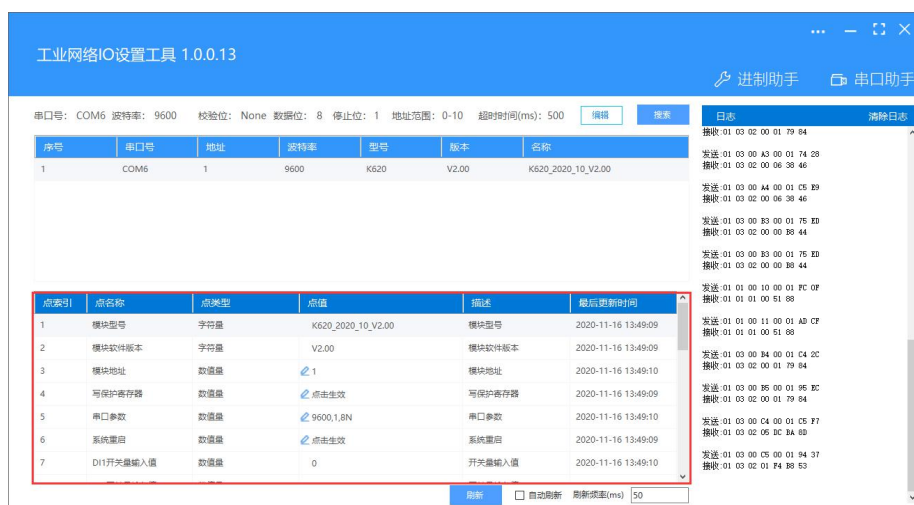 工业网络IO设置工具 1.0.0.13
进制助手 串口助手
串口号: COM6 波特率: 9600 校验位: None 数据位: 8 停止位: 1 地址范围: 0-10 超时时间(ms): 500 编辑 搜索
序号 串口号 地址 波特率 型号 版本 名称
1 COM6 1 9600 K620 V2.00 K620_2020_10_V2.00
点索引 点名称 点类型 点值 描述 最后更新时间
1 模块型号 字符量 K620_2020_10_V2.00 模块型号 2020-11-16 13:49:09
2 模块软件版本 字符量 V2.00 模块软件版本 2020-11-16 13:49:09
3 模块地址 数值量 1 模块地址 2020-11-16 13:49:10
4 写保护寄存器 数值量 点击生效 写保护寄存器 2020-11-16 13:49:09
5 串口参数 数值量 9600,1,8N 串口参数 2020-11-16 13:49:10
6 系统重启 数值量 点击生效 系统重启 2020-11-16 13:49:09
7 DI1开关量输入值 数值量 0 开关量输入值 2020-11-16 13:49:10
刷新 自动刷新 刷新频率(ms) 50
日志 清除日志
接收:01 03 02 00 01 79 84
发送:01 03 00 A3 00 01 74 28
接收:01 03 02 00 06 38 46
发送:01 03 00 A4 00 01 C5 E9
接收:01 03 02 00 06 38 46
发送:01 03 00 B3 00 01 75 ED
接收:01 03 02 00 00 B8 44
发送:01 03 00 B3 00 01 75 ED
接收:01 03 02 00 00 B8 44
发送:01 01 00 10 00 01 FC 0F
接收:01 01 01 00 51 88
发送:01 01 00 11 00 01 AD CF
接收:01 01 01 00 51 88
发送:01 03 00 B4 00 01 C4 2C
接收:01 03 02 00 01 79 84
发送:01 03 00 B5 00 01 95 EC
接收:01 03 02 00 01 79 84
发送:01 03 00 C4 00 01 C5 F7
接收:01 03 02 05 DC BA 8D
发送:01 03 00 C5 00 01 94 37
接收:01 03 02 01 F4 B8 53